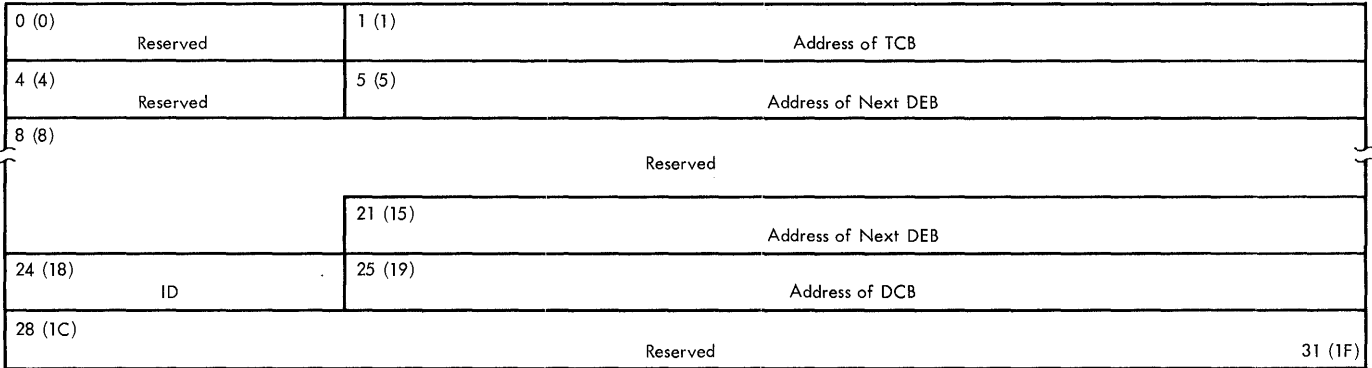 0 (0) 1 (1)
Reserved Address of TCB
4 (4) 5 (5)
Reserved Address of Next DEB
8 (8)
Reserved
21 (15)
Address of Next DEB
24 (18) 25 (19)
ID Address of DCB
28 (1C)
Reserved 31 (1F)